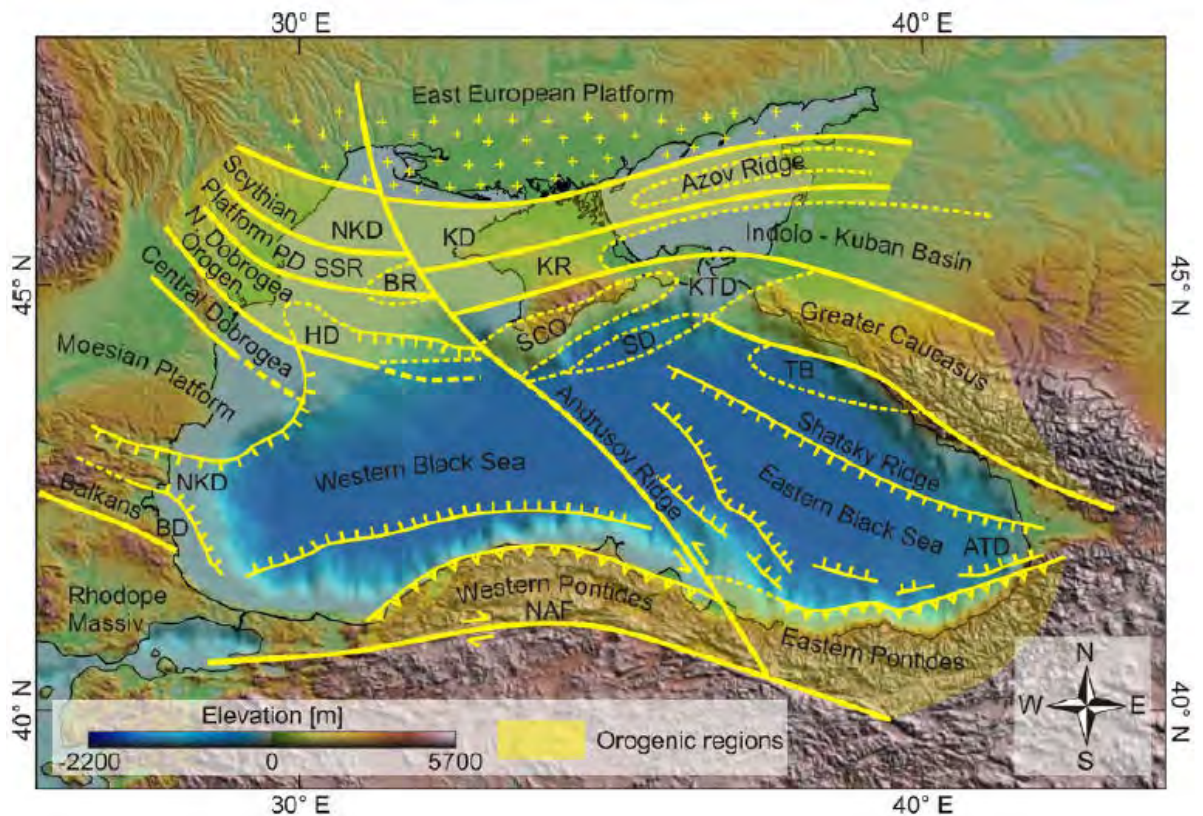 30° E
40° E
East European Platform
Azov Ridge
Scythian
Platform
NKD
KD
PD
SSR
BR
KR
Indolo - Kuban Basin
45° N
45° N
N Dobrogea
Orogen
KTD
Central Dobrogea
HD
SCO
SD
Greater Caucasus
Moesian Platform
TB
Andrusov Ridge
Shatsky Ridge
Western Black Sea
Eastern Black Sea
NKD
Balkans
BD
ATD
Rhodope
Massiv
Western Pontides
NAF
Eastern Pontides
N
W
E
S
40° N
40° N
Elevation [m]
-2200
0
5700
Orogenic regions
30° E
40° E